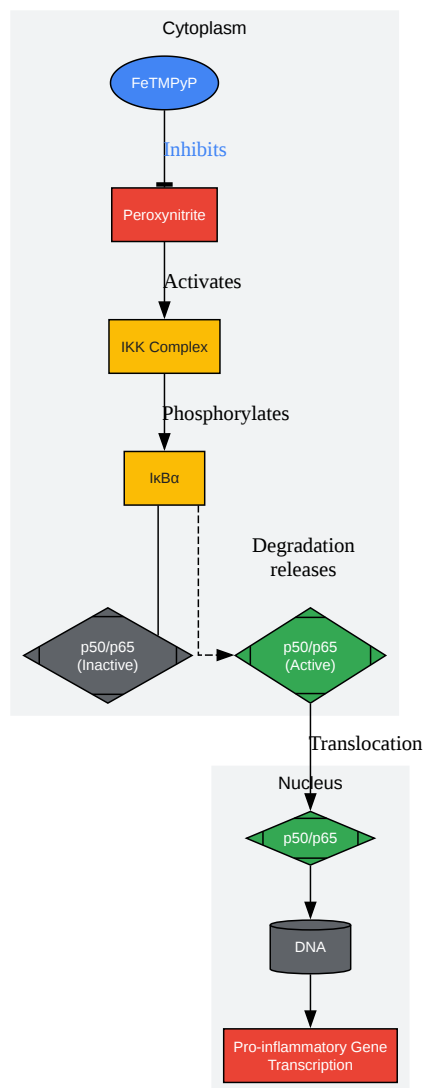 Cytoplasm
FeTMPyP
Inhibits
Peroxynitrite
Activates
IKK Complex
Phosphorylates
IκBα
Degradation
releases
p50/p65
(Inactive)
p50/p65
(Active)
Translocation
Nucleus
p50/p65
DNA
Pro-inflammatory Gene
Transcription